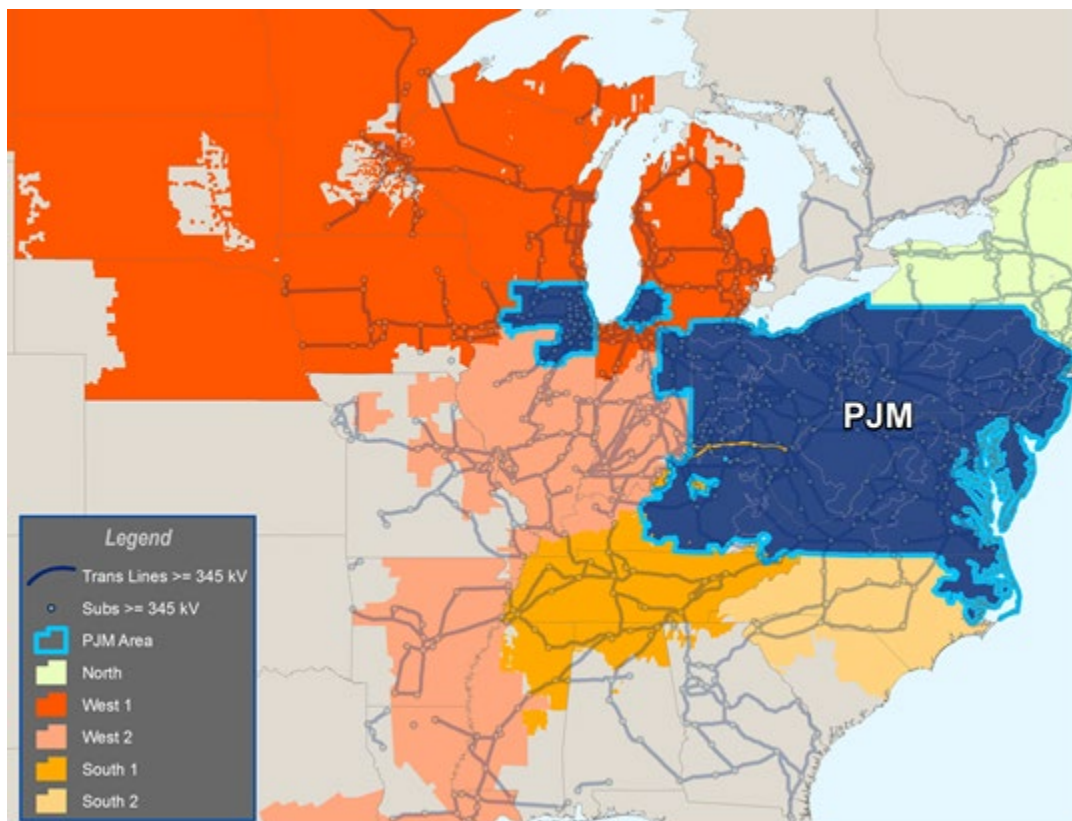 PJM
Legend
Trans Lines >= 345 kV
Subs >= 345 kV
PJM Area
North
West 1
West 2
South 1
South 2